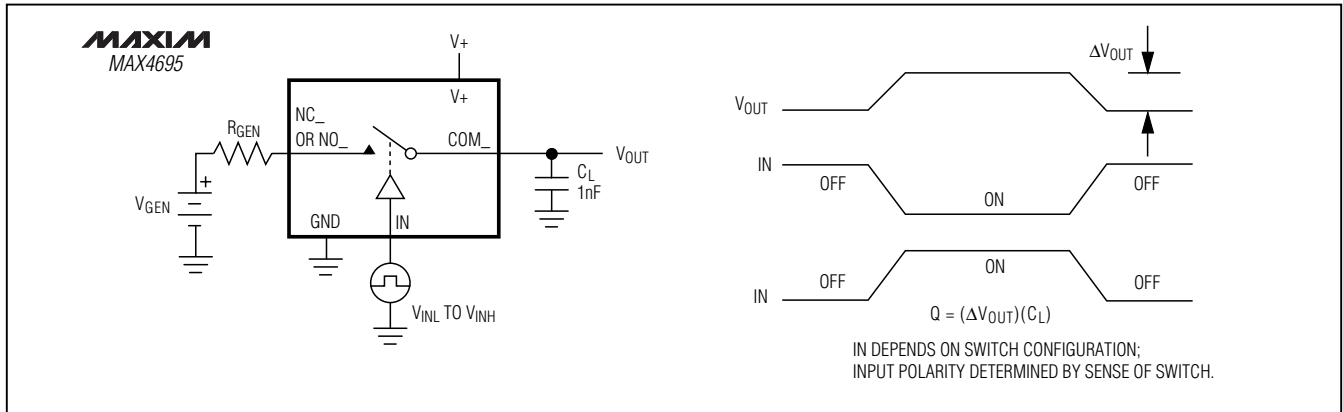 MAXIM
MAX4695
V+
V+
NC_
OR NO_
COM_
RGEN
VGEN
GND
IN
VINL TO VINH
VOUT
CL
1nF
ΔVOUT
VOUT
IN
OFF
ON
OFF
IN
OFF
ON
OFF
Q = (ΔVOUT)(CL)
IN DEPENDS ON SWITCH CONFIGURATION;
INPUT POLARITY DETERMINED BY SENSE OF SWITCH.